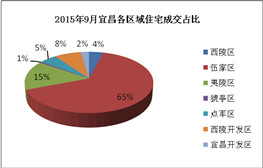 2015年9月宜昌各区域住宅成交占比
5%
8%
2%
4%
1%
15%
65%
西陵区
伍家区
夷陵区
猇亭区
点军区
西陵开发区
宜昌开发区